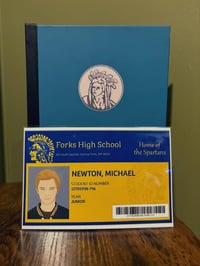 Forks High School
Home of
the Spartans
NEWTON, MICHAEL
STUDENT ID NUMBER
YEAR
JUNIOR